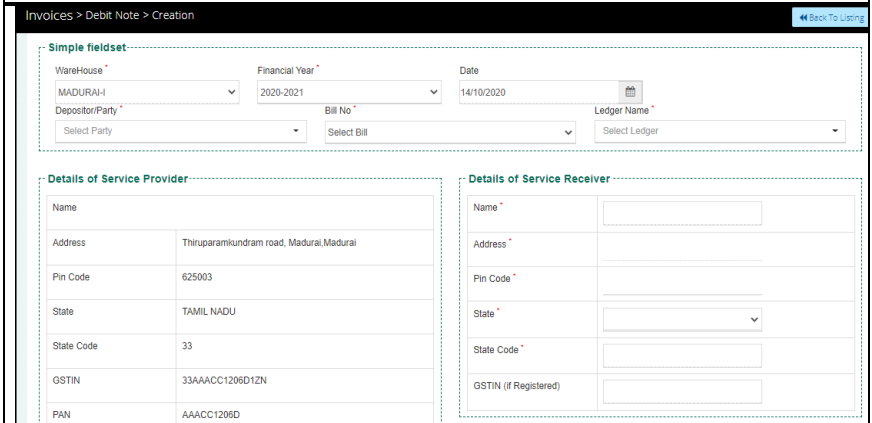 Invoices > Debit Note > Creation
Back To Listing
Simple fieldset
WareHouse * Financial Year * Date
MADURAI-I 2020-2021 14/10/2020
Depositor/Party * Bill No * Ledger Name *
Select Party Select Bill Select Ledger
Details of Service Provider
Name
Address Thiruparamkundram road, Madurai,Madurai
Pin Code 625003
State TAMIL NADU
State Code 33
GSTIN 33AAACC1206D1ZN
PAN AAACC1206D
Details of Service Receiver
Name *
Address *
Pin Code *
State *
State Code *
GSTIN (if Registered)